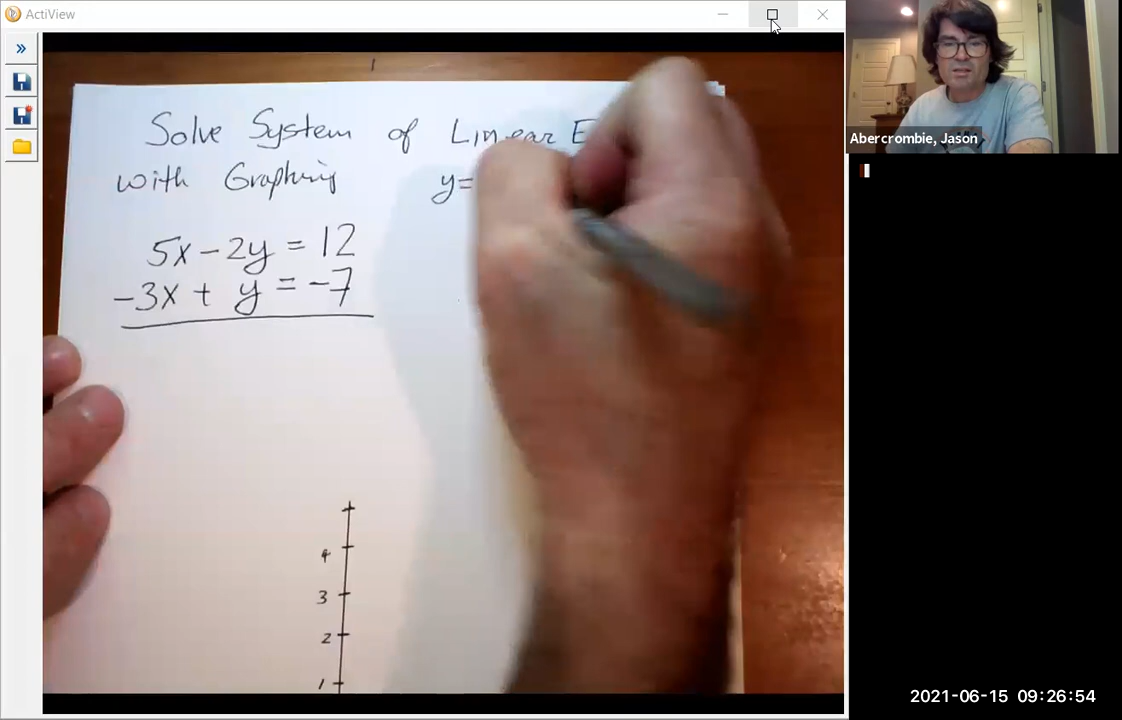 ActiView
Solve System of Linear E
with Graphing y=
5x - 2y = 12
-3x + y = -7
4
3
2
1
Abercrombie, Jason
2021-06-15 09:26:54